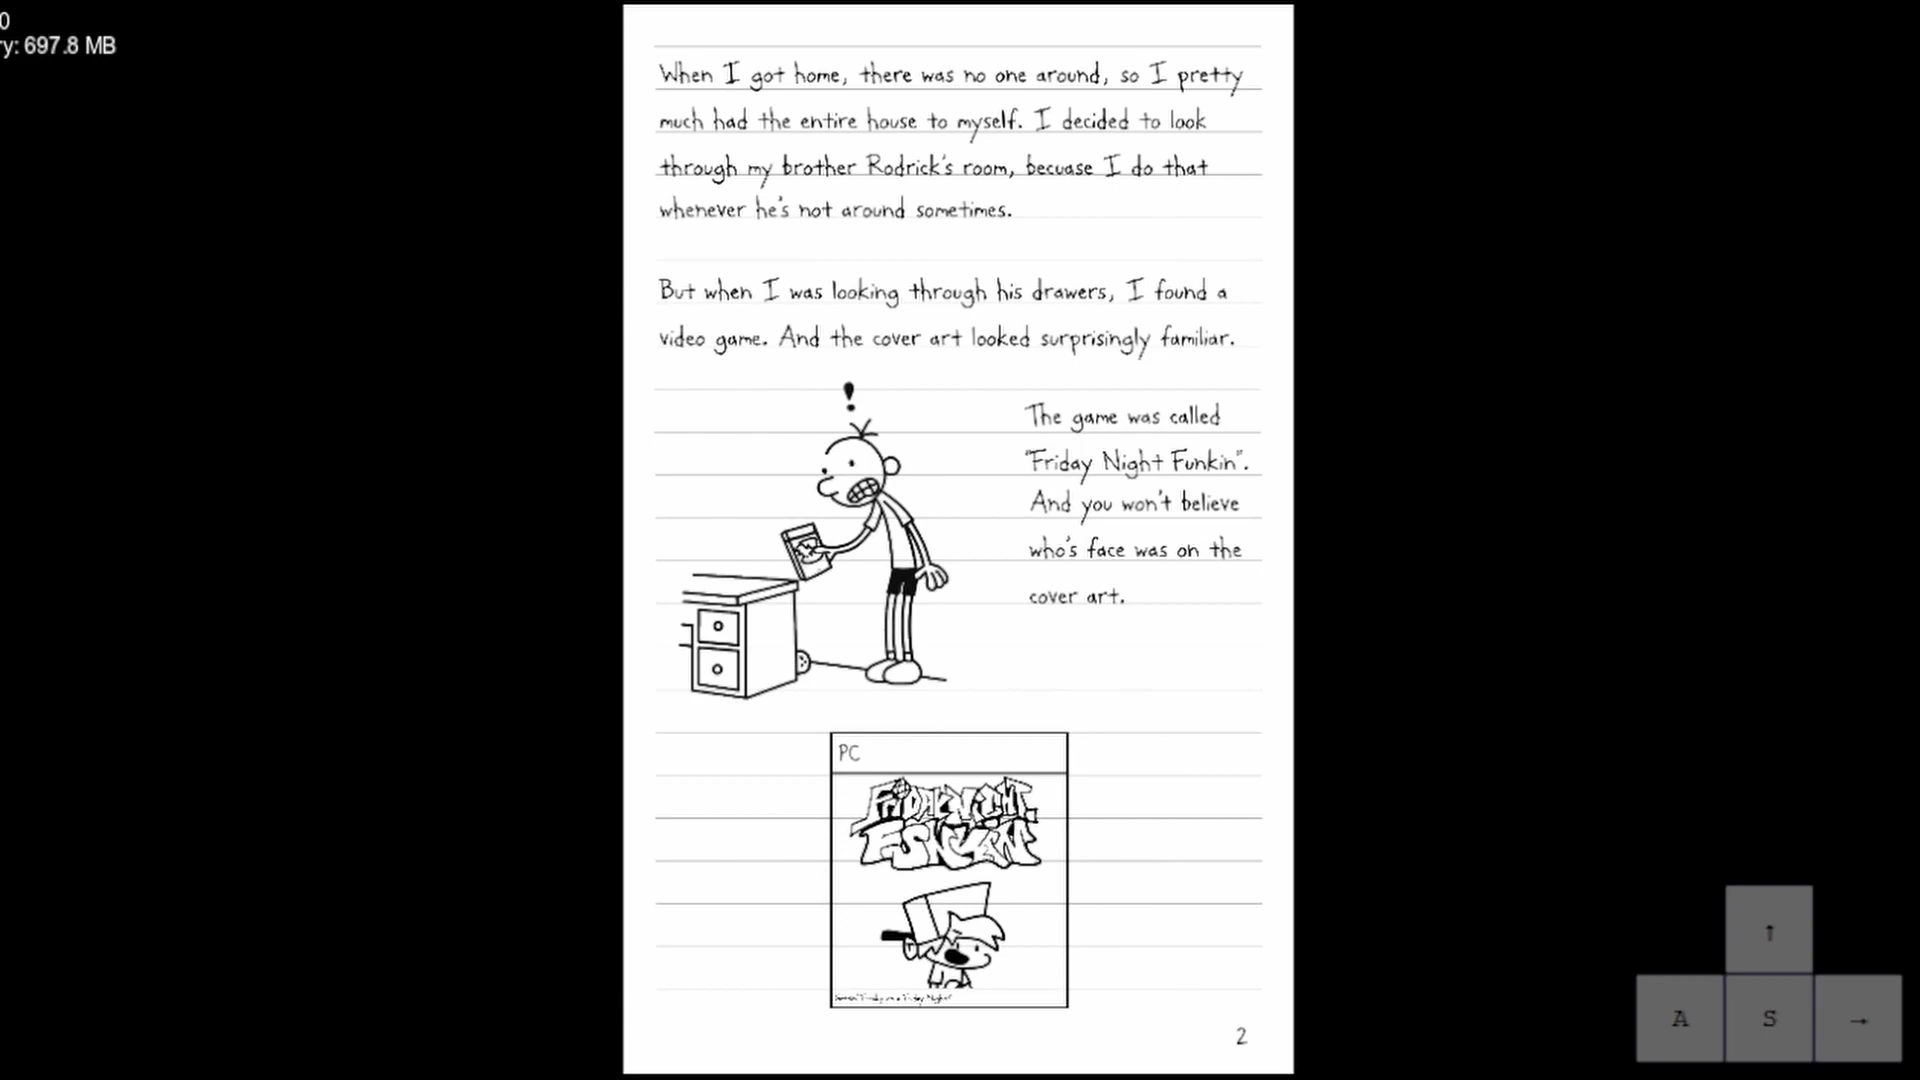 0
ry: 697.8 MB
When I got home, there was no one around, so I pretty
much had the entire house to myself. I decided to look
through my brother Rodrick's room, becuase I do that
whenever he's not around sometimes.
But when I was looking through his drawers, I found a
video game. And the cover art looked surprisingly familiar.
!
The game was called
"Friday Night Funkin".
And you won't believe
who's face was on the
cover art.
PC
FRIDAY NIGHT
FUNKIN
2
↑
A S →